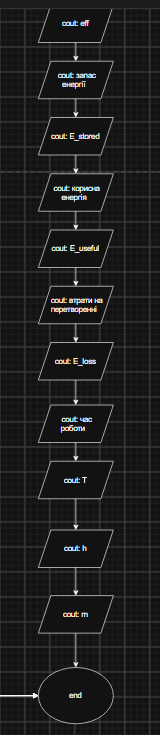 cout: eff
cout: запас
енергії
cout: E_stored
cout: корисна
енергія
cout: E_useful
cout: втрати на
перетворенні
cout: E_loss
cout: час
роботи
cout: T
cout: h
cout: m
end